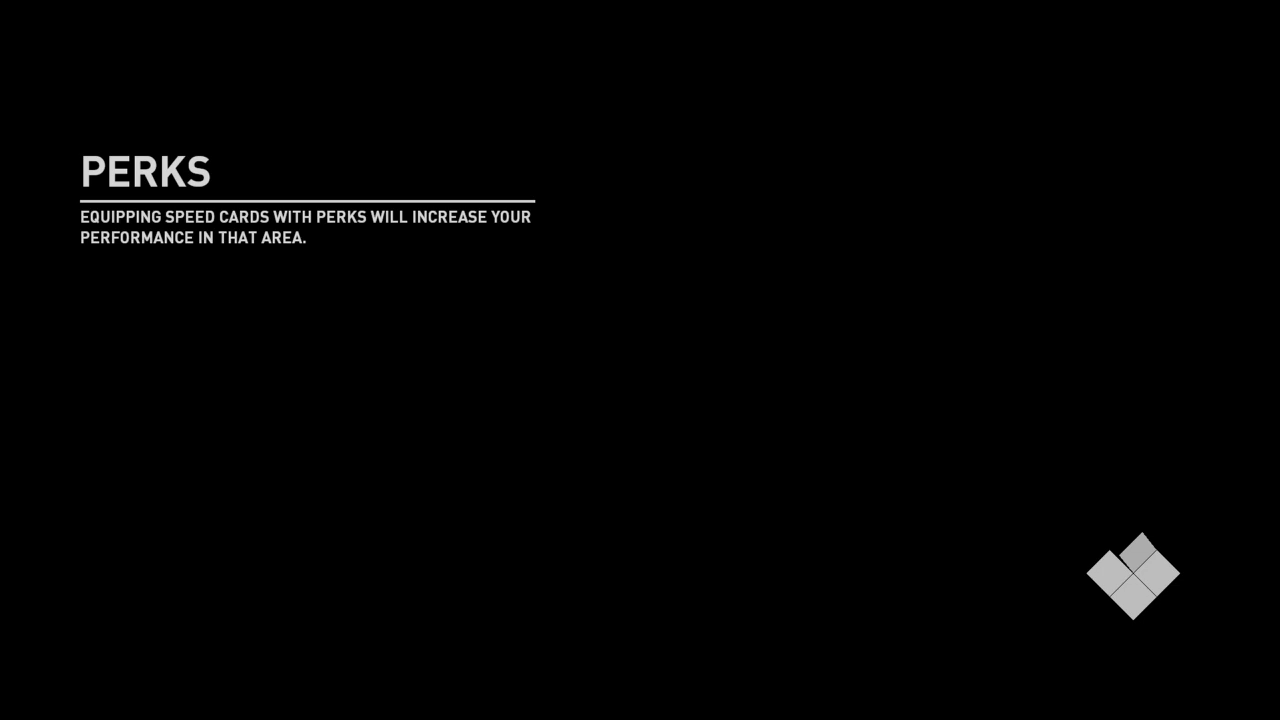 PERKS
EQUIPPING SPEED CARDS WITH PERKS WILL INCREASE YOUR
PERFORMANCE IN THAT AREA.